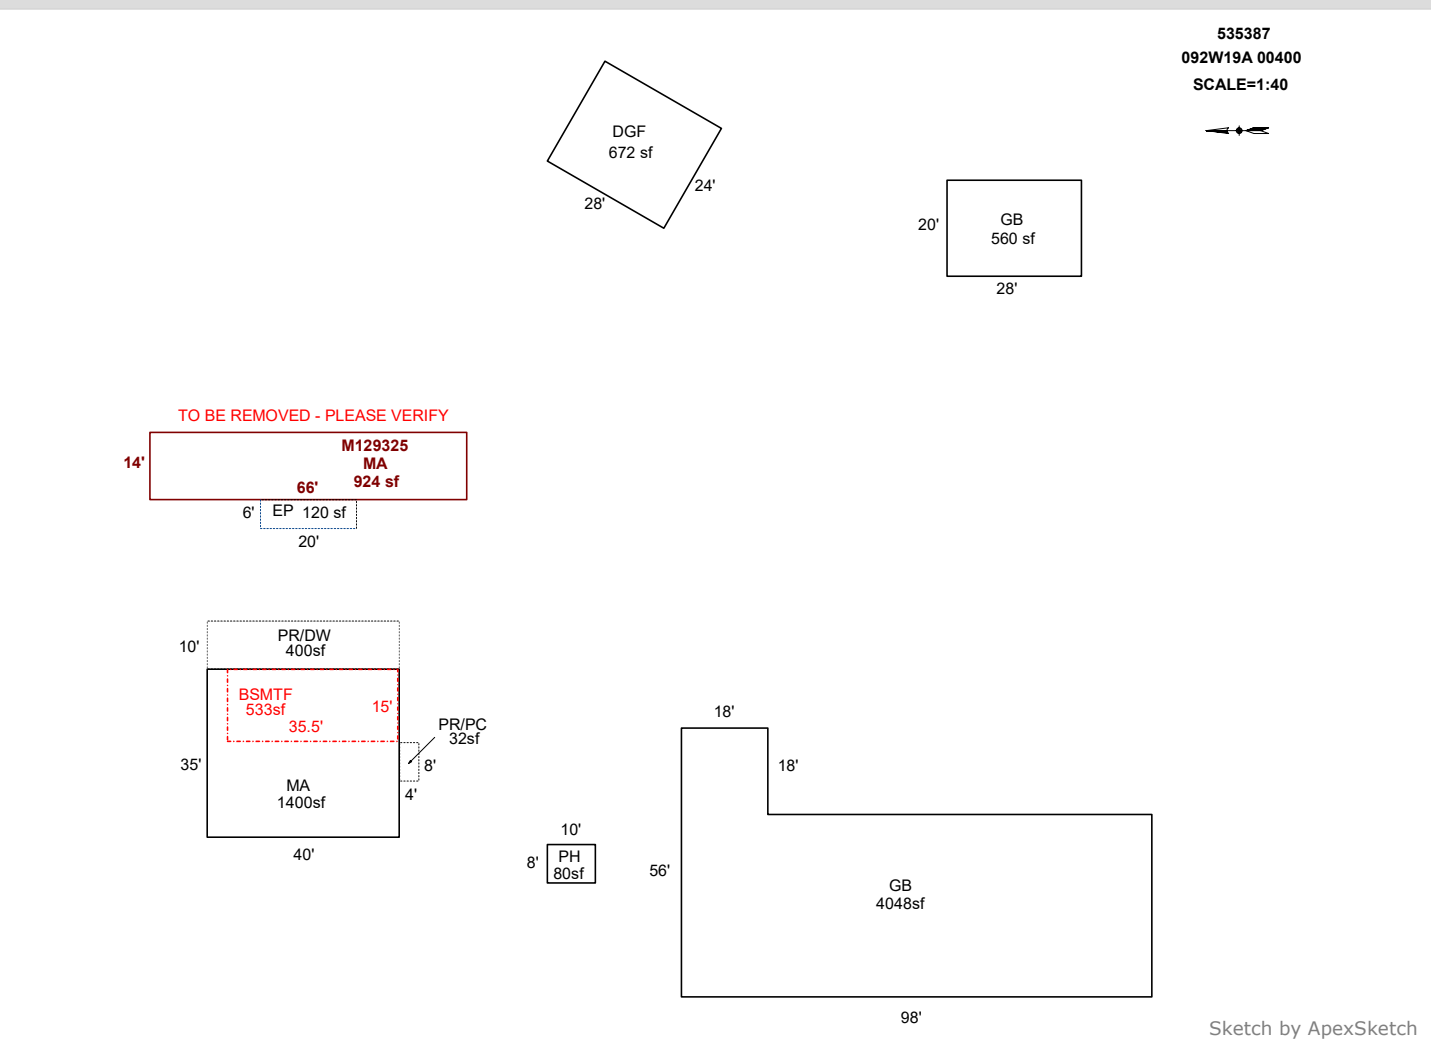 535387
092W19A 00400
SCALE=1:40
DGF
672 sf
24'
28'
20'
GB
560 sf
28'
TO BE REMOVED - PLEASE VERIFY
14'
M129325
MA
924 sf
66'
6'
EP 120 sf
20'
10'
PR/DW
400sf
BSMTF
533sf
15'
35.5'
PR/PC
32sf
35'
8'
4'
MA
1400sf
40'
10'
8'
PH
80sf
18'
18'
56'
GB
4048sf
98'
Sketch by ApexSketch